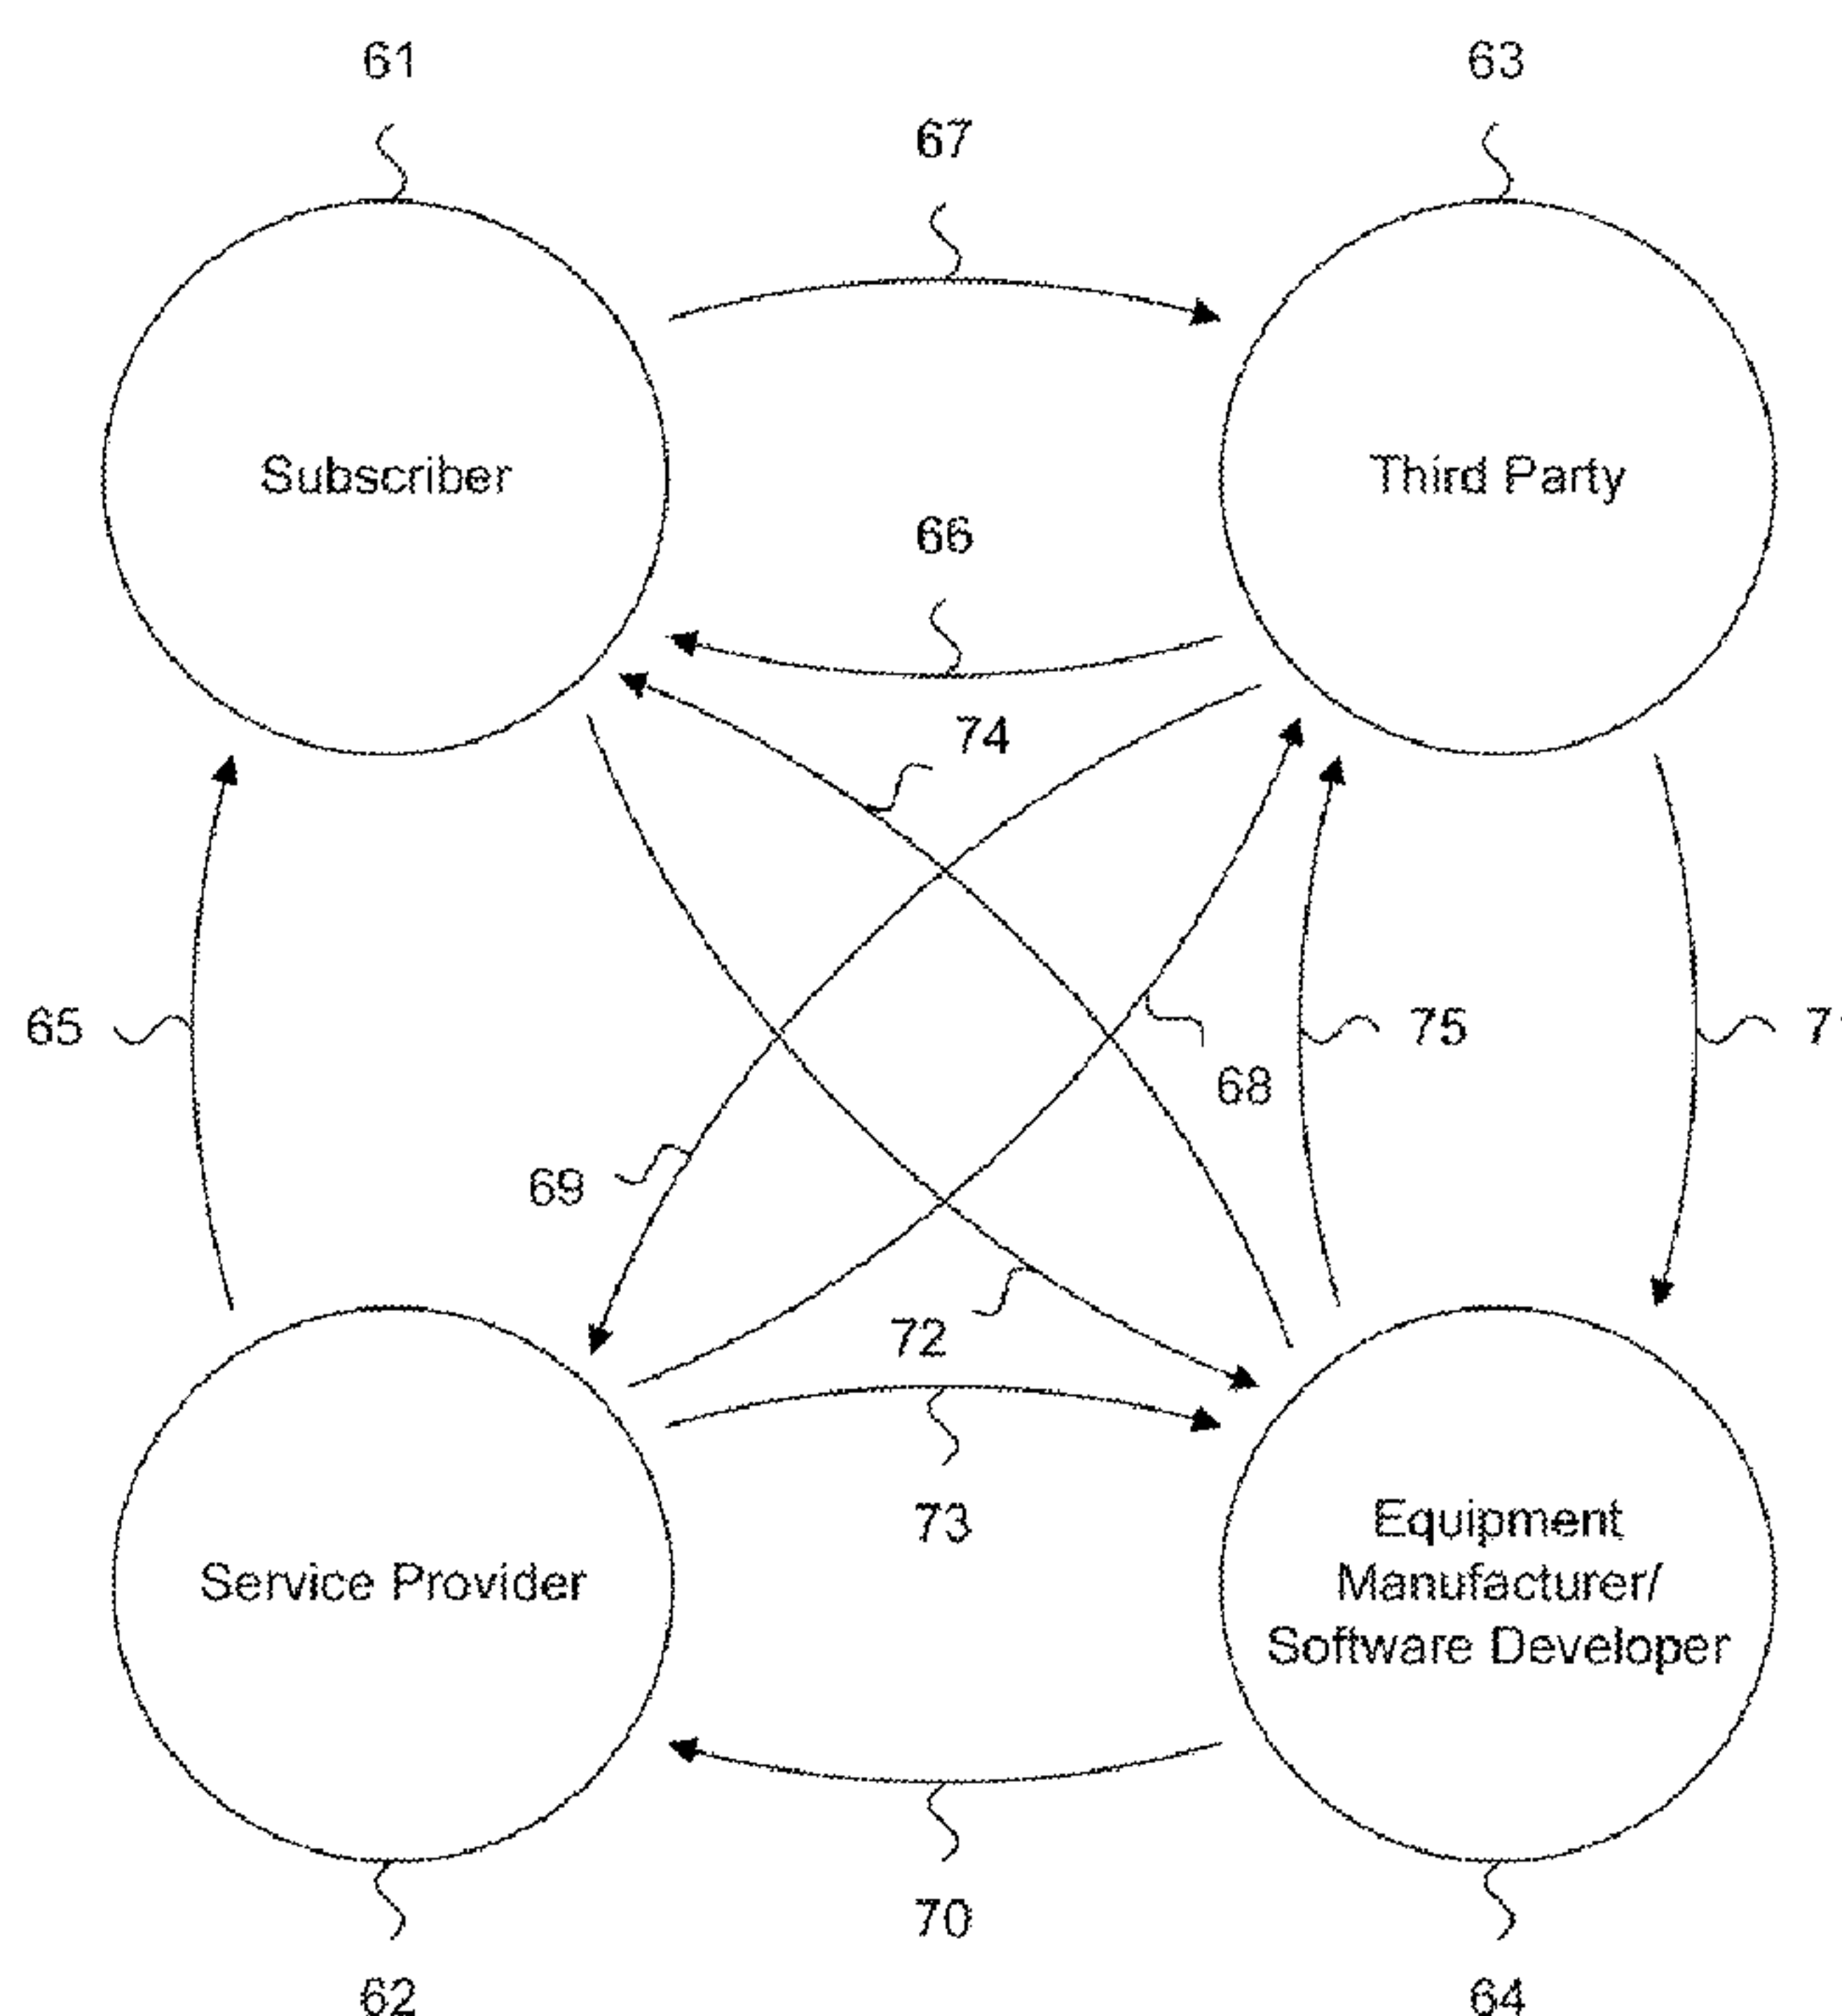 61
63
67
Subscriber
Third Party
66
74
65
75
68
69
72
73
Equipment
Manufacturer/
Software Developer
Service Provider
70
62
64